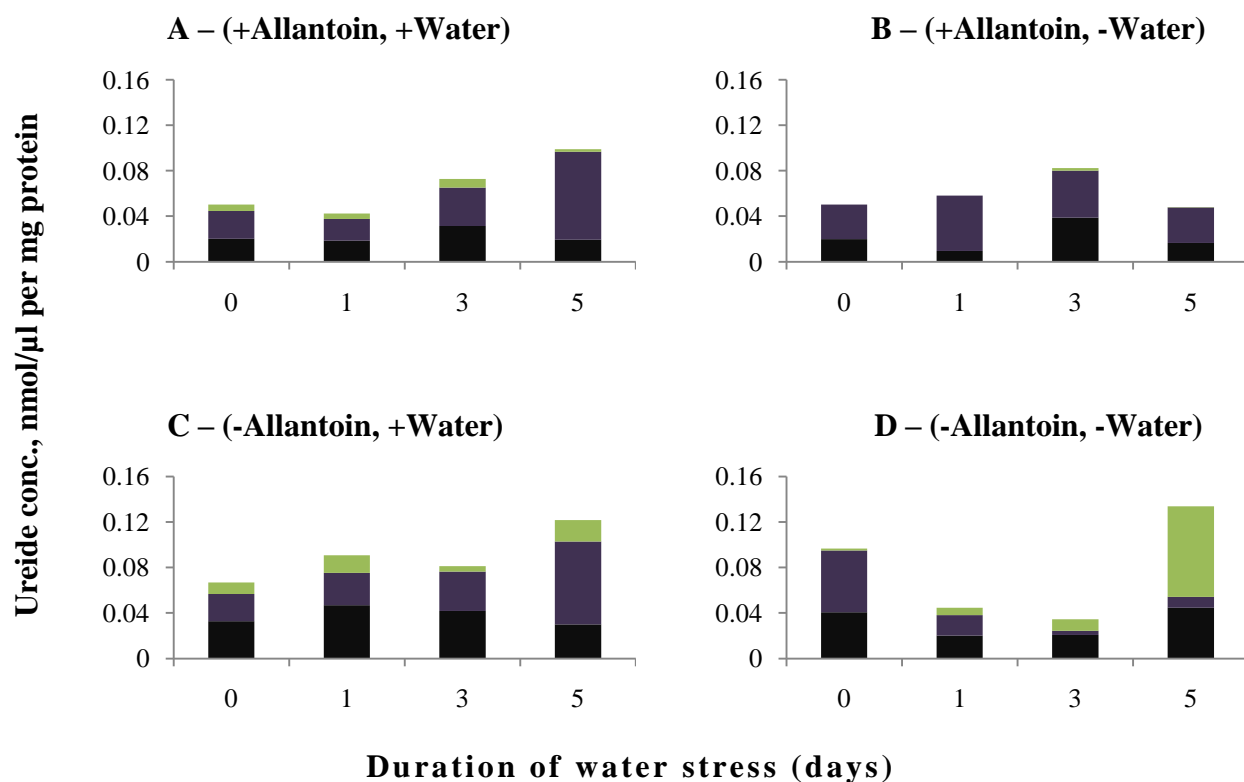 A – (+Allantoin, +Water)
B – (+Allantoin, -Water)
Ureide conc., nmol/µl per mg protein
0.16
0.12
0.08
0.04
0
0 1 3 5
0.16
0.12
0.08
0.04
0
0 1 3 5
C – (-Allantoin, +Water)
D – (-Allantoin, -Water)
0.16
0.12
0.08
0.04
0
0 1 3 5
0.16
0.12
0.08
0.04
0
0 1 3 5
Duration of water stress (days)